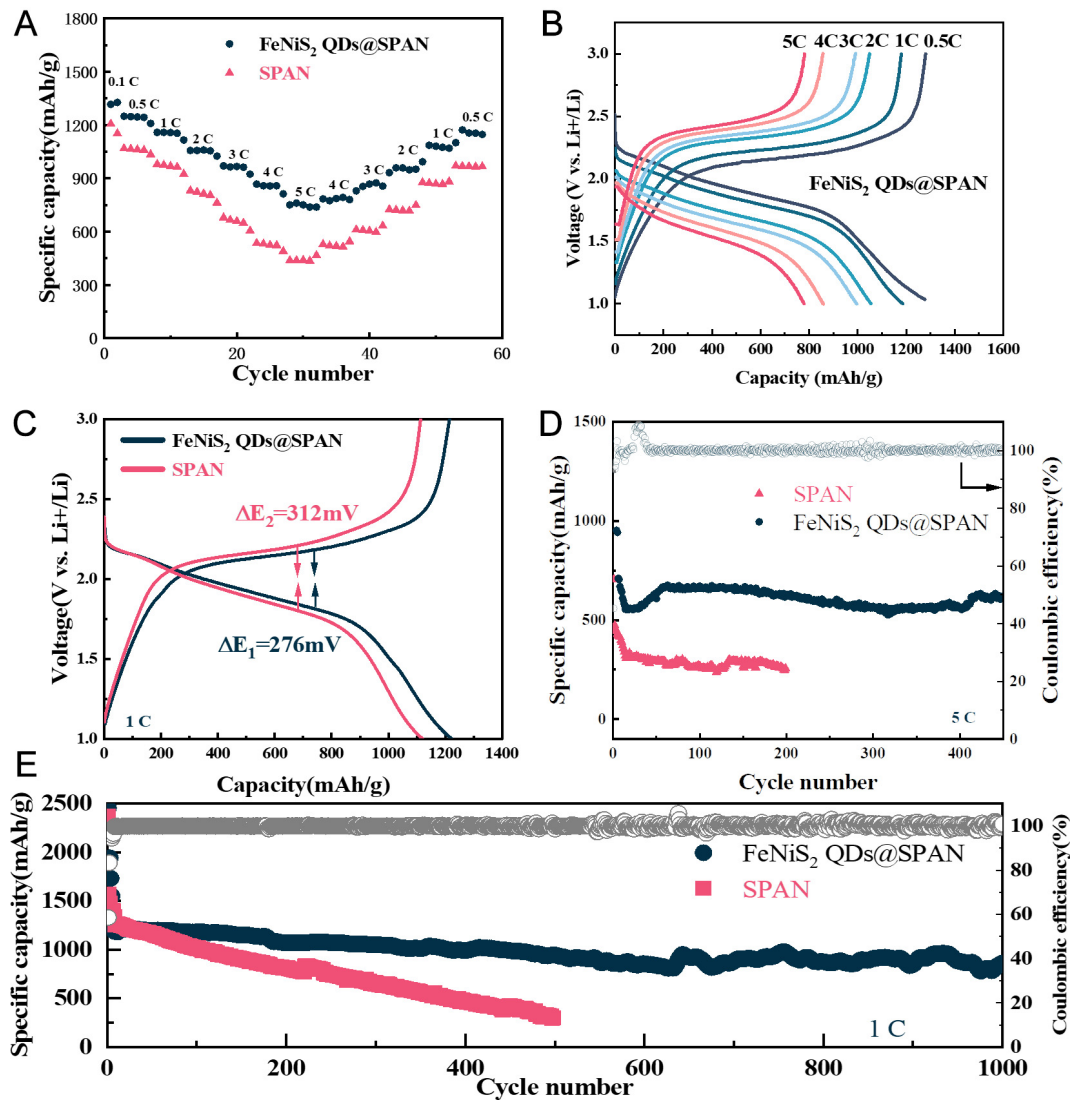 A
1800
1500
1200
900
600
300
0
0
20
40
60
Specific capacity(mAh/g)
Cycle number
FeNiS₂ QDs@SPAN
SPAN
0.1 C
0.5 C
1 C
2 C
3 C
4 C
5 C
4 C
3 C
2 C
1 C
0.5 C
B
3.0
2.5
2.0
1.5
1.0
0
200
400
600
800
1000
1200
1600
Voltage (V vs. Li+/Li)
Capacity (mAh/g)
5C
4C
3C
2C
1C
0.5C
FeNiS₂ QDs@SPAN
C
3.0
2.5
2.0
1.5
1.0
0
200
400
600
800
1000
1200
1400
Voltage(V vs. Li+/Li)
Capacity(mAh/g)
FeNiS₂ QDs@SPAN
SPAN
ΔE₂=312mV
ΔE₁=276mV
1 C
D
1500
1000
500
250
0
0
100
200
300
400
100
80
60
40
20
0
Specific capacity(mAh/g)
Coulombic efficiency(%)
Cycle number
SPAN
FeNiS₂ QDs@SPAN
5 C
E
2500
2000
1500
1000
500
250
0
0
200
400
600
800
1000
100
80
60
40
20
0
Specific capacity(mAh/g)
Coulombic efficiency(%)
Cycle number
FeNiS₂ QDs@SPAN
SPAN
1 C